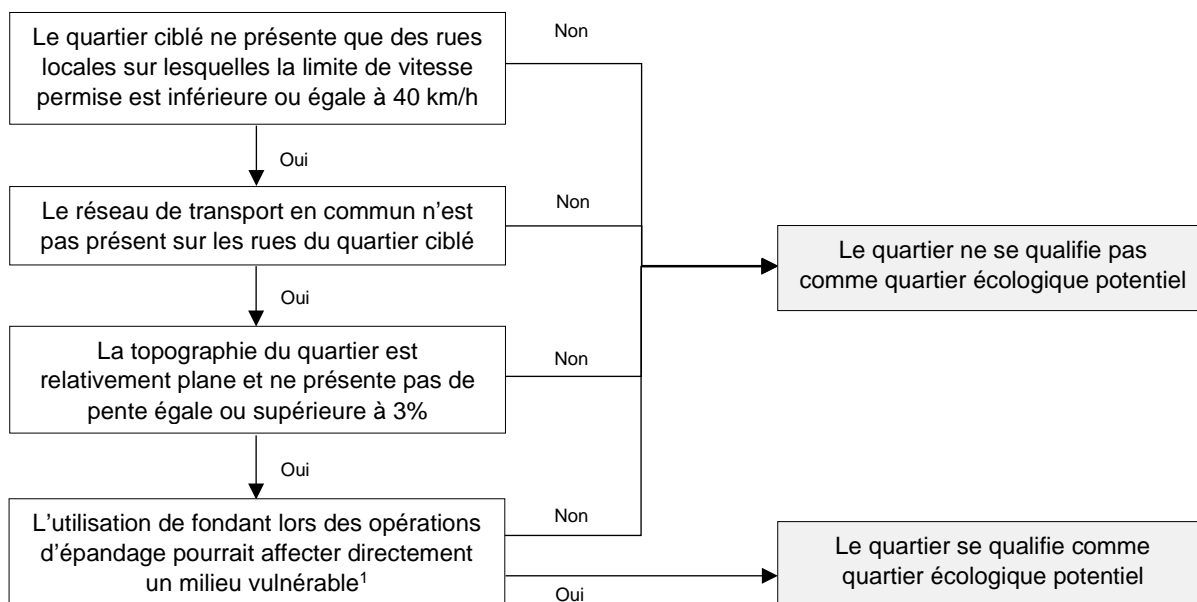 Le quartier ciblé ne présente que des rues
locales sur lesquelles la limite de vitesse
permise est inférieure ou égale à 40 km/h
Non
Oui
Le réseau de transport en commun n’est
pas présent sur les rues du quartier ciblé
Non
Le quartier ne se qualifie pas
comme quartier écologique potentiel
Oui
La topographie du quartier est
relativement plane et ne présente pas de
pente égale ou supérieure à 3%
Non
Oui
L’utilisation de fondant lors des opérations
d’épandage pourrait affecter directement
un milieu vulnérable¹
Non
Oui
Le quartier se qualifie comme
quartier écologique potentiel